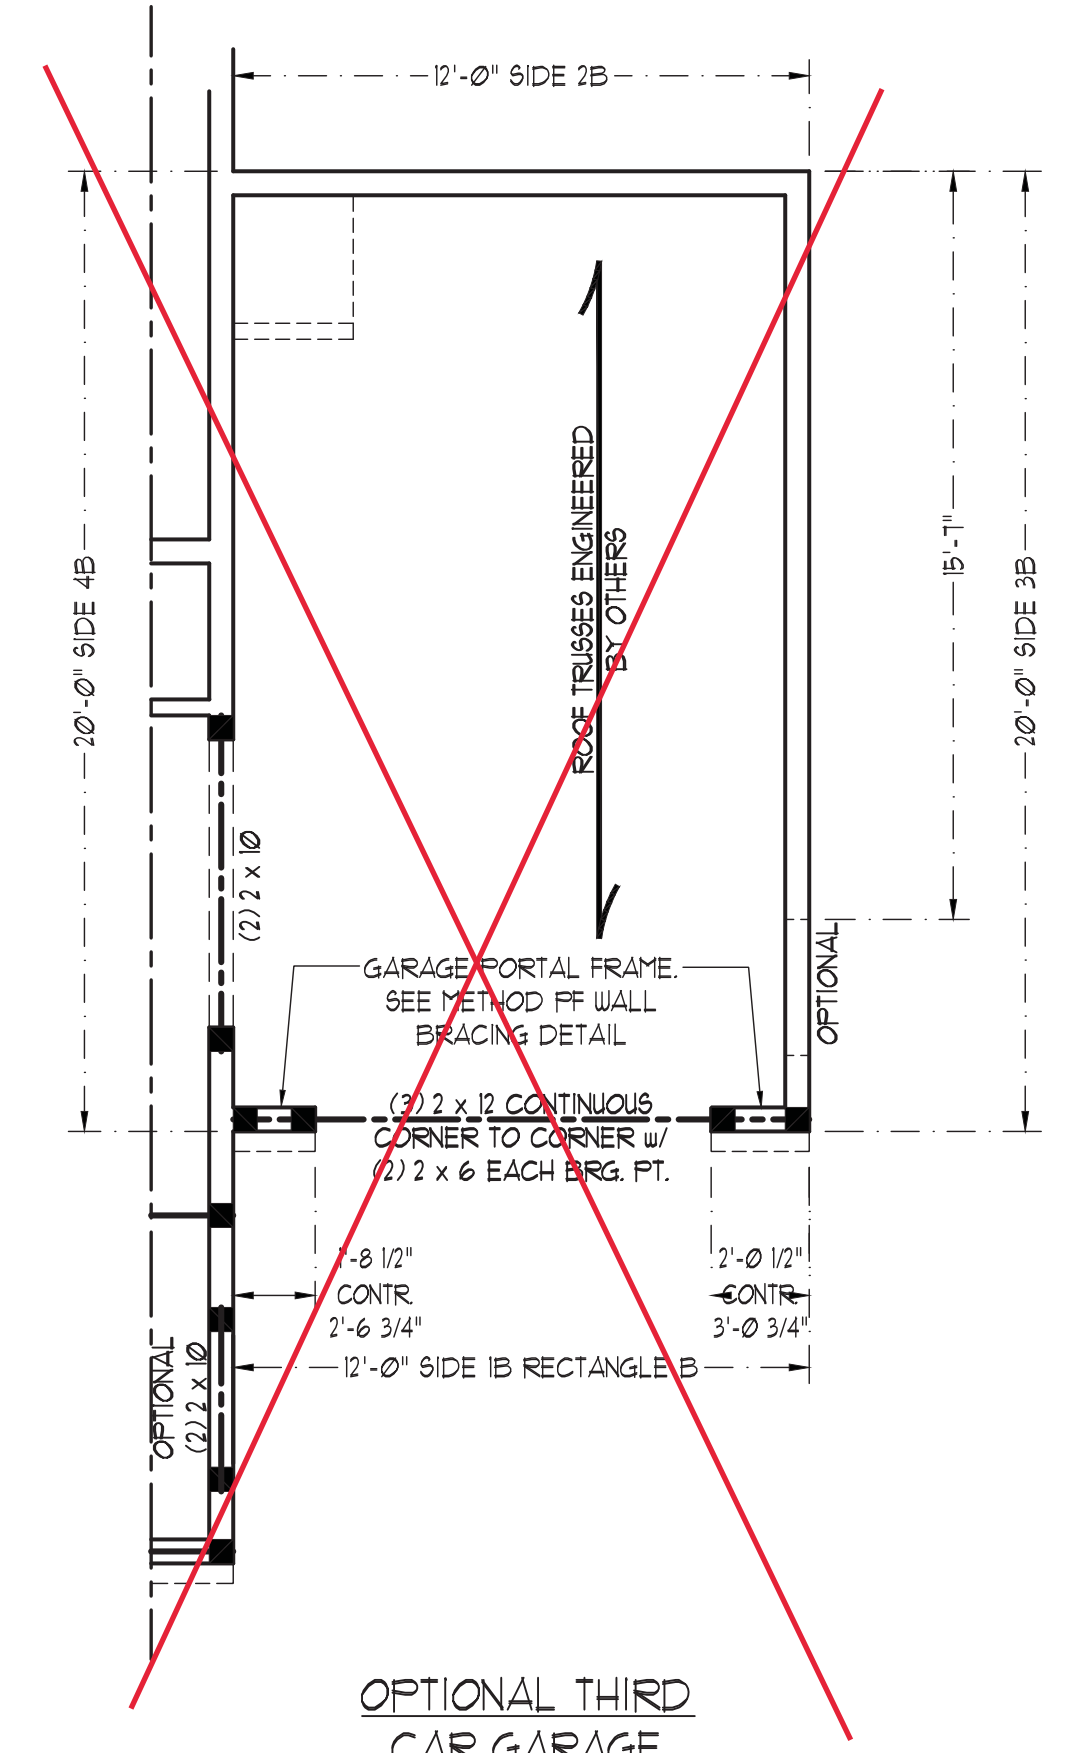 12'-0" SIDE 2B
20'-0" SIDE 4B
ROOF TRUSSES ENGINEERED
BY OTHERS
15'-7"
20'-0" SIDE 3B
(2) 2 x 10
OPTIONAL
GARAGE PORTAL FRAME.
SEE METHOD PF WALL
BRACING DETAIL
(3) 2 x 12 CONTINUOUS
CORNER TO CORNER w/
(2) 2 x 6 EACH BRG. PT.
1'-8 1/2"
CONTR.
2'-6 3/4"
2'-0 1/2"
CONTR.
3'-0 3/4"
12'-0" SIDE 1B RECTANGLE B
OPTIONAL
(2) 2 x 10
OPTIONAL THIRD
CAR GARAGE